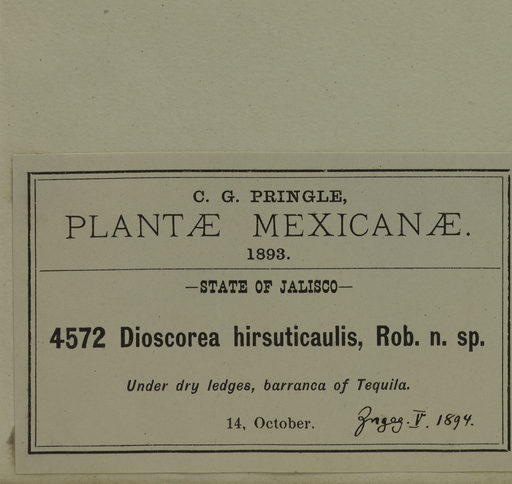 C. G. PRINGLE,
PLANTÆ MEXICANÆ.
1893.
—STATE OF JALISCO—
4572 Dioscorea hirsuticaulis, Rob. n. sp.
Under dry ledges, barranca of Tequila.
14, October. V. 1894.